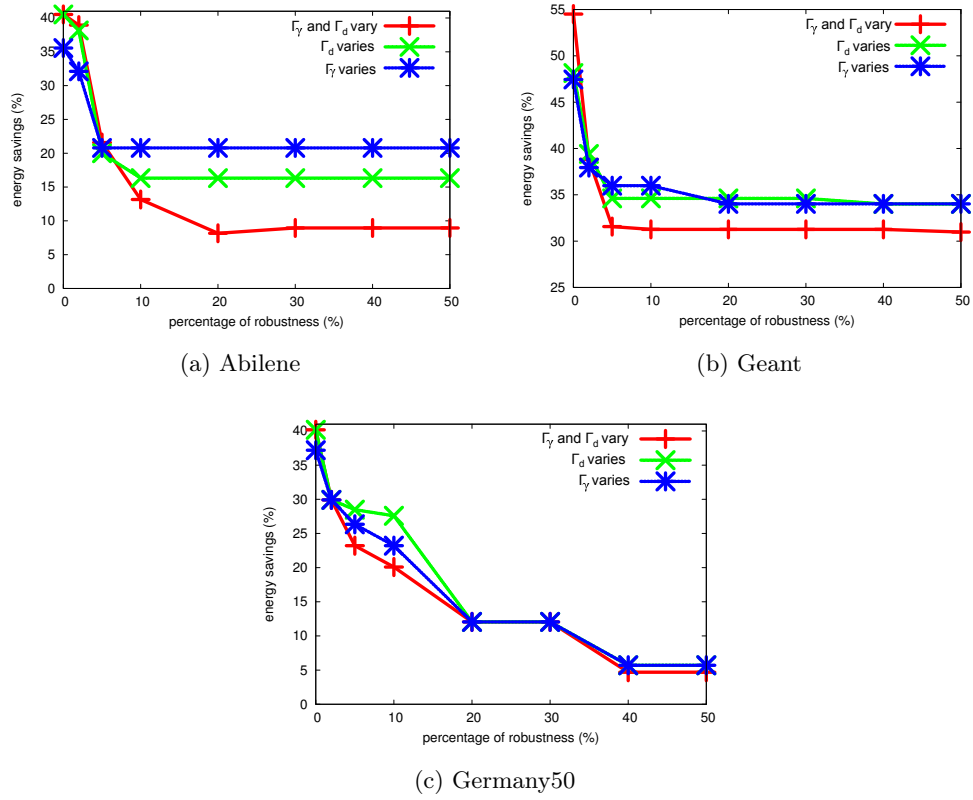 Γγ and Γd vary
Γd varies
Γγ varies
energy savings (%)
40
35
30
25
20
15
10
5
0
0 10 20 30 40 50
percentage of robustness (%)
(a) Abilene
Γγ and Γd vary
Γd varies
Γγ varies
energy savings (%)
55
50
45
40
35
30
25
0 10 20 30 40 50
percentage of robustness (%)
(b) Geant
Γγ and Γd vary
Γd varies
Γγ varies
energy savings (%)
40
35
30
25
20
15
10
5
0
0 10 20 30 40 50
percentage of robustness (%)
(c) Germany50